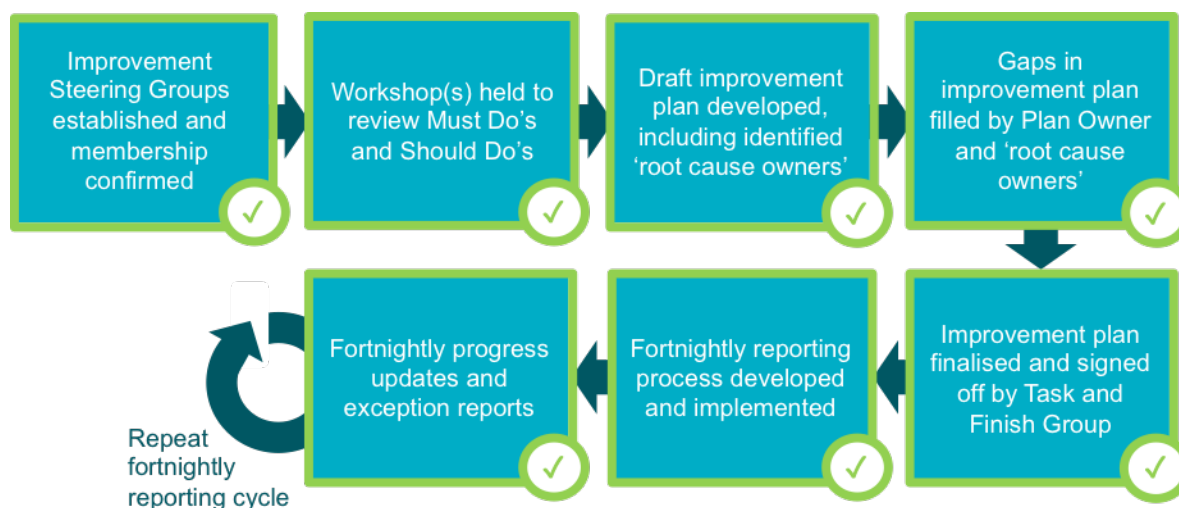 Improvement
Steering Groups
established and
membership
confirmed
Workshop(s) held to
review Must Do’s
and Should Do’s
Draft improvement
plan developed,
including identified
‘root cause owners’
Gaps in
improvement plan
filled by Plan Owner
and ‘root cause
owners’
Improvement plan
finalised and signed
off by Task and
Finish Group
Fortnightly reporting
process developed
and implemented
Fortnightly progress
updates and
exception reports
Repeat
fortnightly
reporting cycle